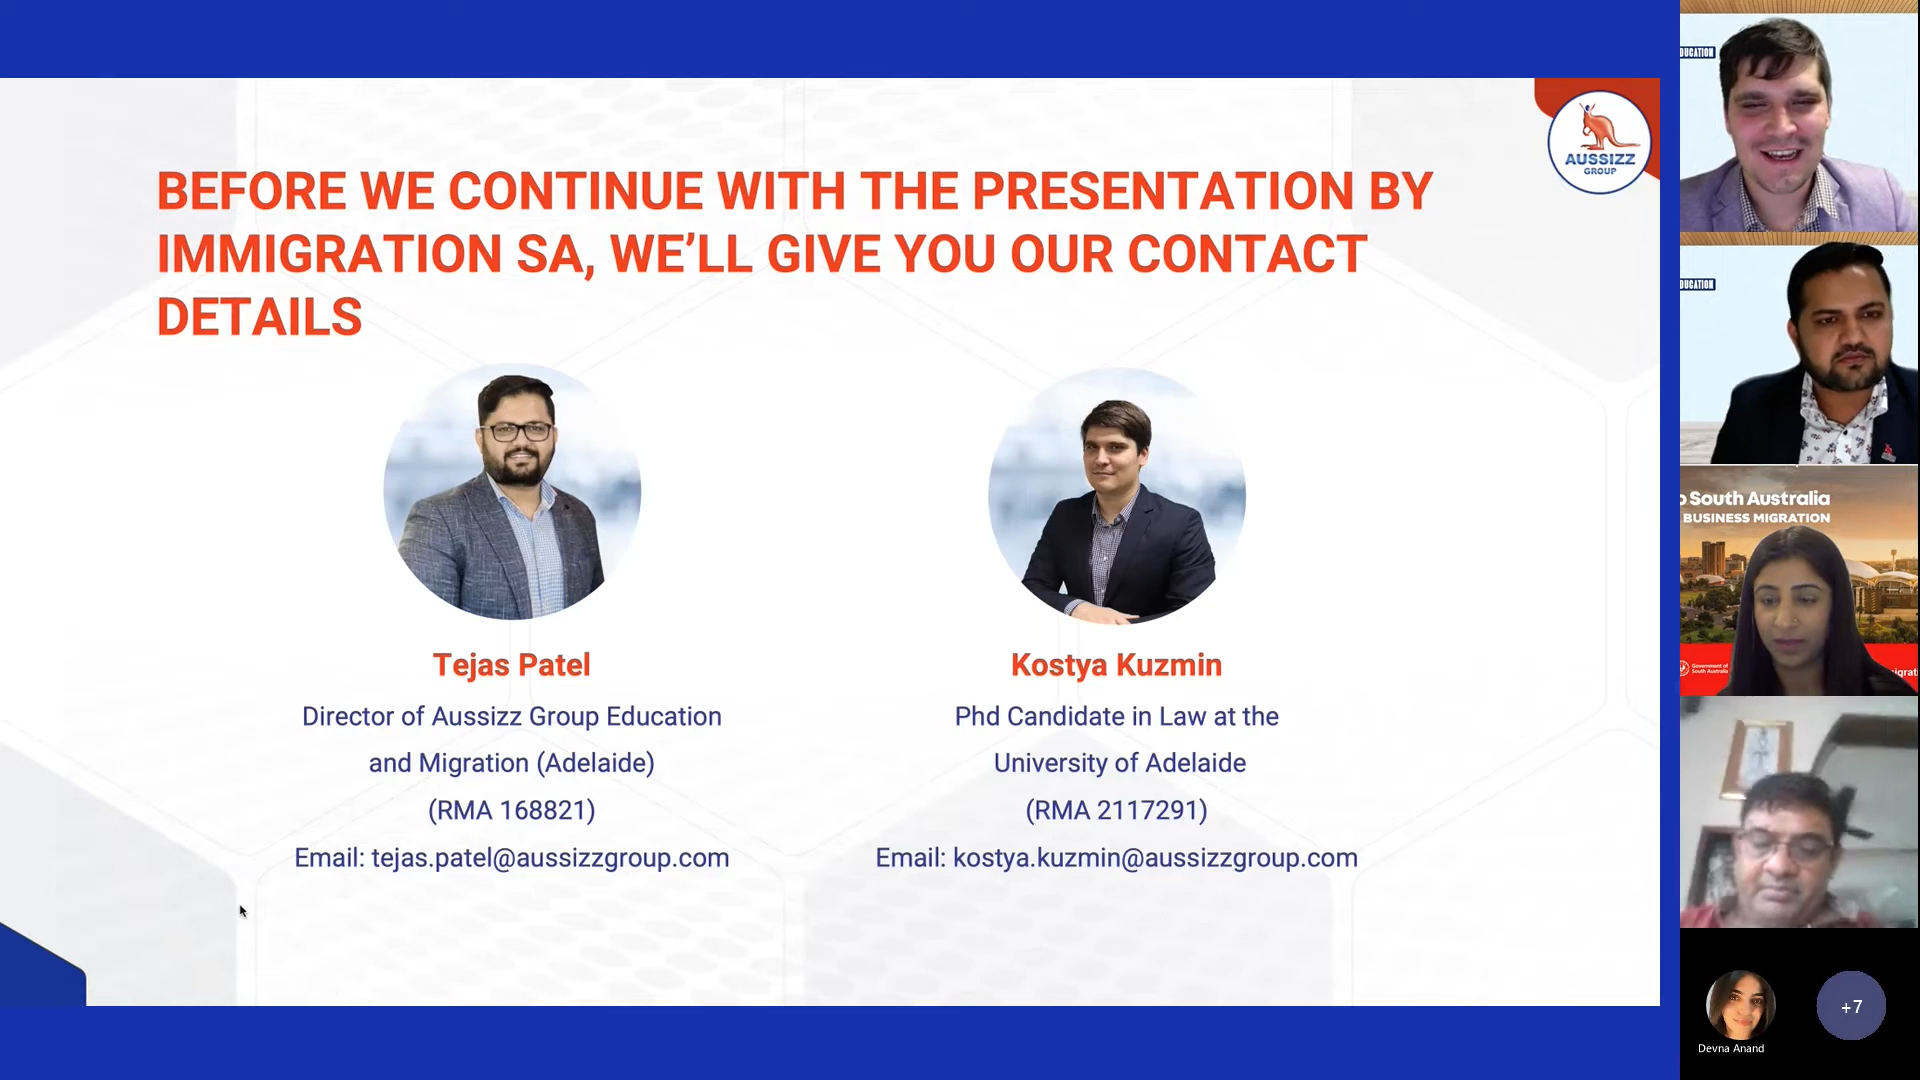 BEFORE WE CONTINUE WITH THE PRESENTATION BY
IMMIGRATION SA, WE’LL GIVE YOU OUR CONTACT
DETAILS
AUSSIZZ
GROUP
Tejas Patel
Director of Aussizz Group Education
and Migration (Adelaide)
(RMA 168821)
Email: tejas.patel@aussizzgroup.com
Kostya Kuzmin
Phd Candidate in Law at the
University of Adelaide
(RMA 2117291)
Email: kostya.kuzmin@aussizzgroup.com
DUCATION
DUCATION
o South Australia
BUSINESS MIGRATION
Government of
South Australia
igrati
Devna Anand
+7